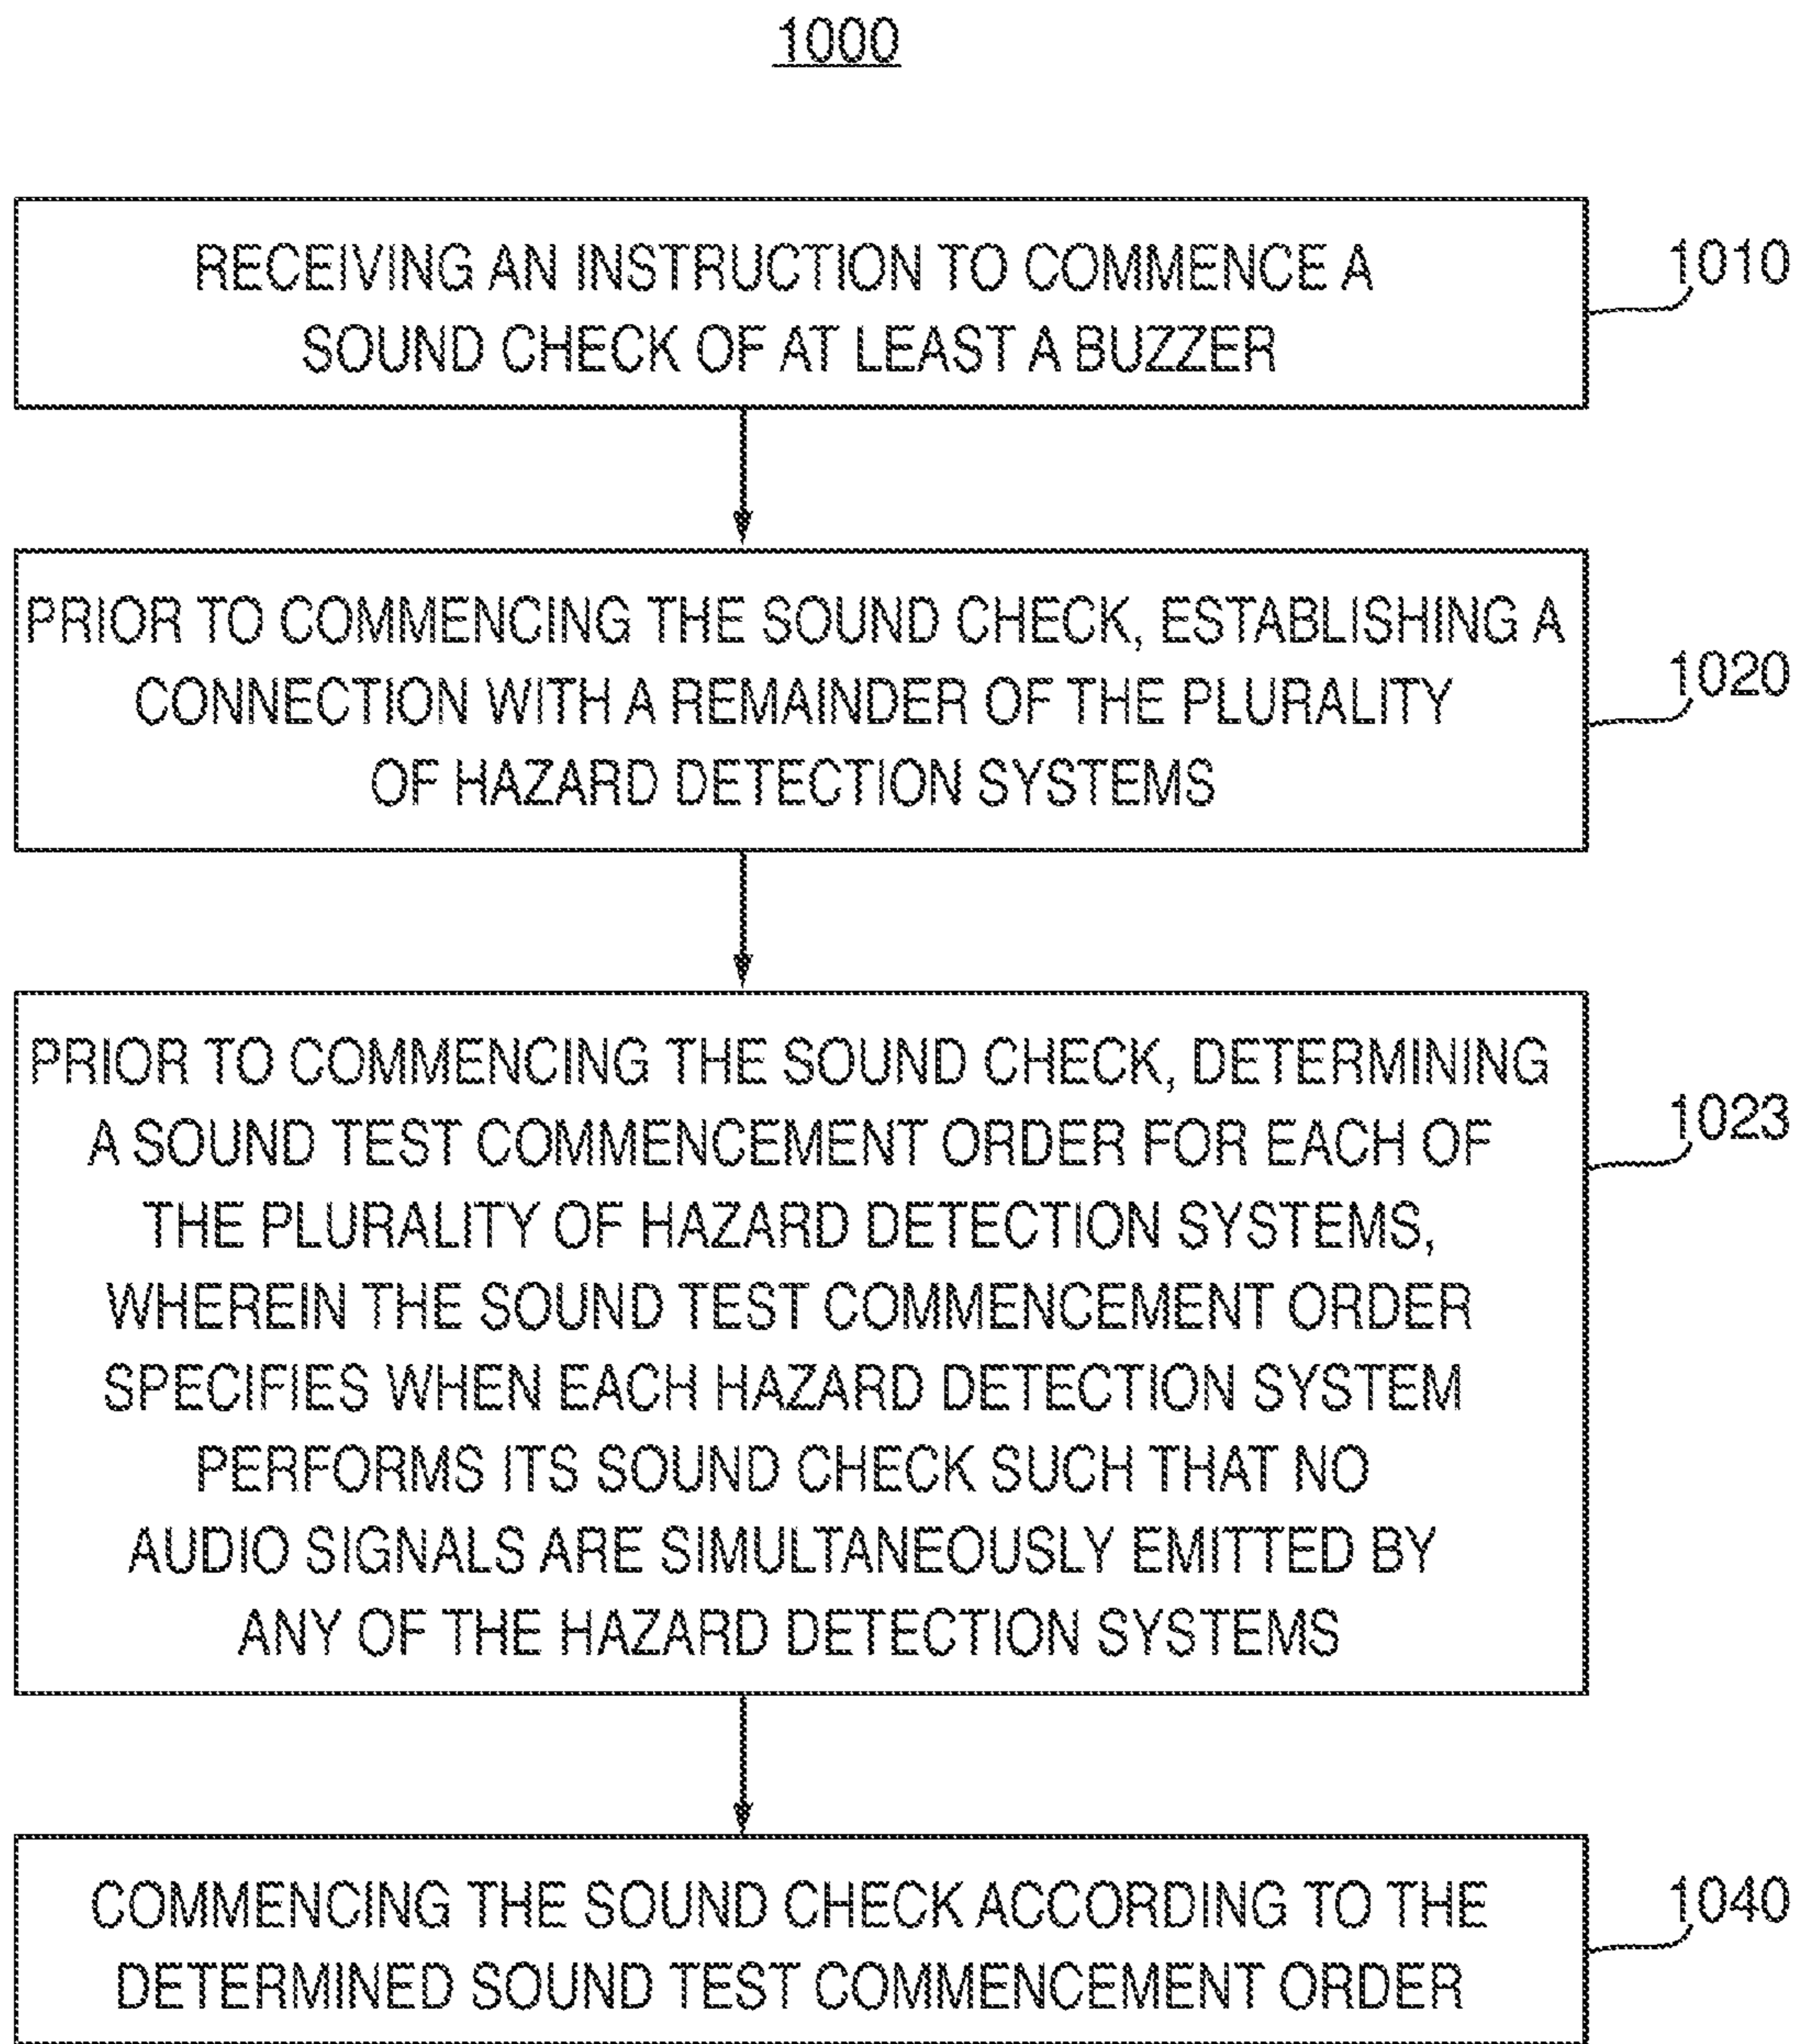 1000
RECEIVING AN INSTRUCTION TO COMMENCE A
SOUND CHECK OF AT LEAST A BUZZER
1010
PRIOR TO COMMENCING THE SOUND CHECK, ESTABLISHING A
CONNECTION WITH A REMAINDER OF THE PLURALITY
OF HAZARD DETECTION SYSTEMS
1020
PRIOR TO COMMENCING THE SOUND CHECK, DETERMINING
A SOUND TEST COMMENCEMENT ORDER FOR EACH OF
THE PLURALITY OF HAZARD DETECTION SYSTEMS,
WHEREIN THE SOUND TEST COMMENCEMENT ORDER
SPECIFIES WHEN EACH HAZARD DETECTION SYSTEM
PERFORMS ITS SOUND CHECK SUCH THAT NO
AUDIO SIGNALS ARE SIMULTANEOUSLY EMITTED BY
ANY OF THE HAZARD DETECTION SYSTEMS
1023
COMMENCING THE SOUND CHECK ACCORDING TO THE
DETERMINED SOUND TEST COMMENCEMENT ORDER
1040